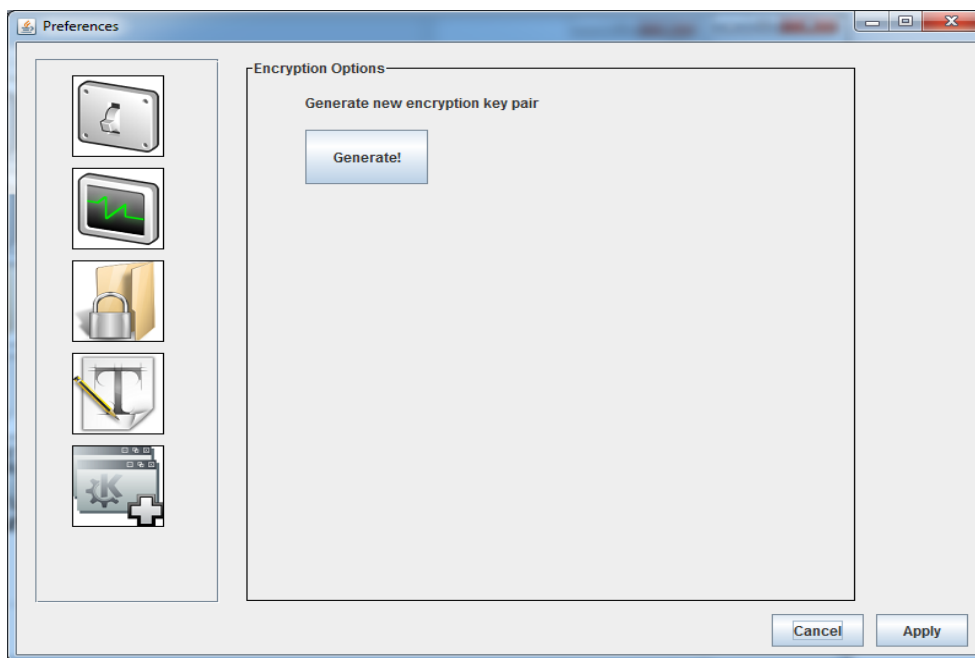 Preferences
Encryption Options
Generate new encryption key pair
Generate!
T
K
Cancel
Apply